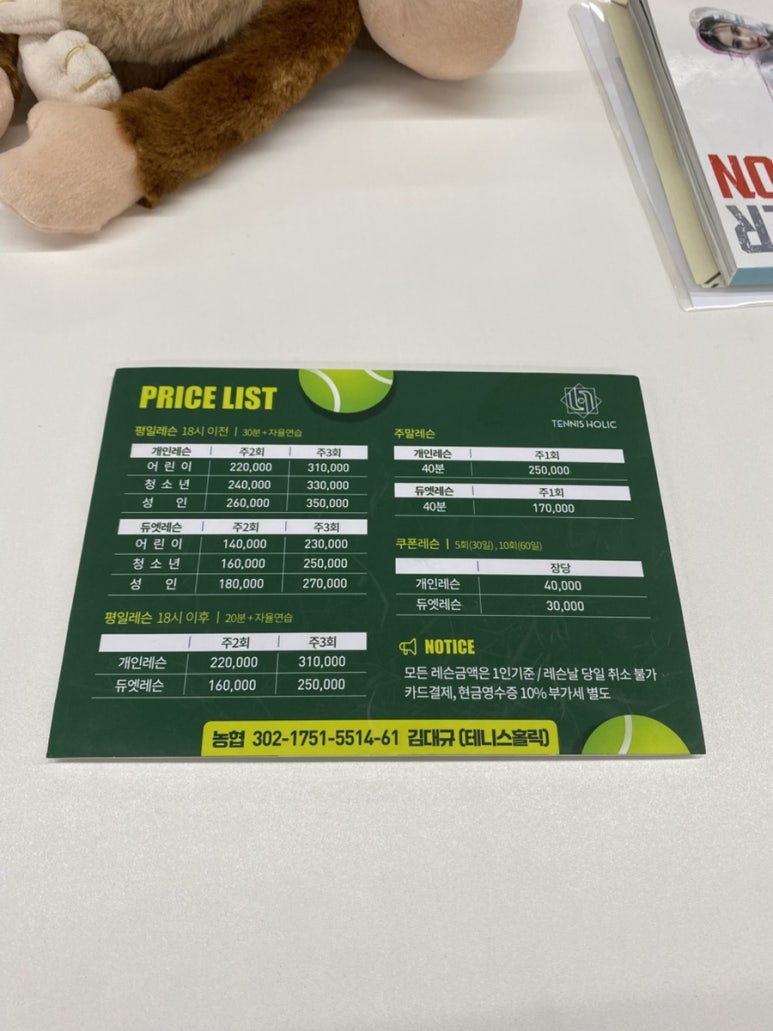 PRICE LIST
TENNIS HOLIC
평일레슨 18시 이전 | 30분+자율연습
개인레슨 주2회 주3회
어린이 220,000 310,000
청소년 240,000 330,000
성인 260,000 350,000
듀엣레슨 주2회 주3회
어린이 140,000 230,000
청소년 160,000 250,000
성인 180,000 270,000
평일레슨 18시 이후 | 20분+자율연습
주2회 주3회
개인레슨 220,000 310,000
듀엣레슨 160,000 250,000
주말레슨
개인레슨 주1회
40분 250,000
듀엣레슨 주1회
40분 170,000
쿠폰레슨 | 5회(30일), 10회(60일)
장당
개인레슨 40,000
듀엣레슨 30,000
NOTICE
모든 레슨금액은 1인기준 / 레슨날 당일 취소 불가
카드결제, 현금영수증 10% 부가세 별도
농협 302-1751-5514-61 김대규 (테니스홀릭)
ON
ER